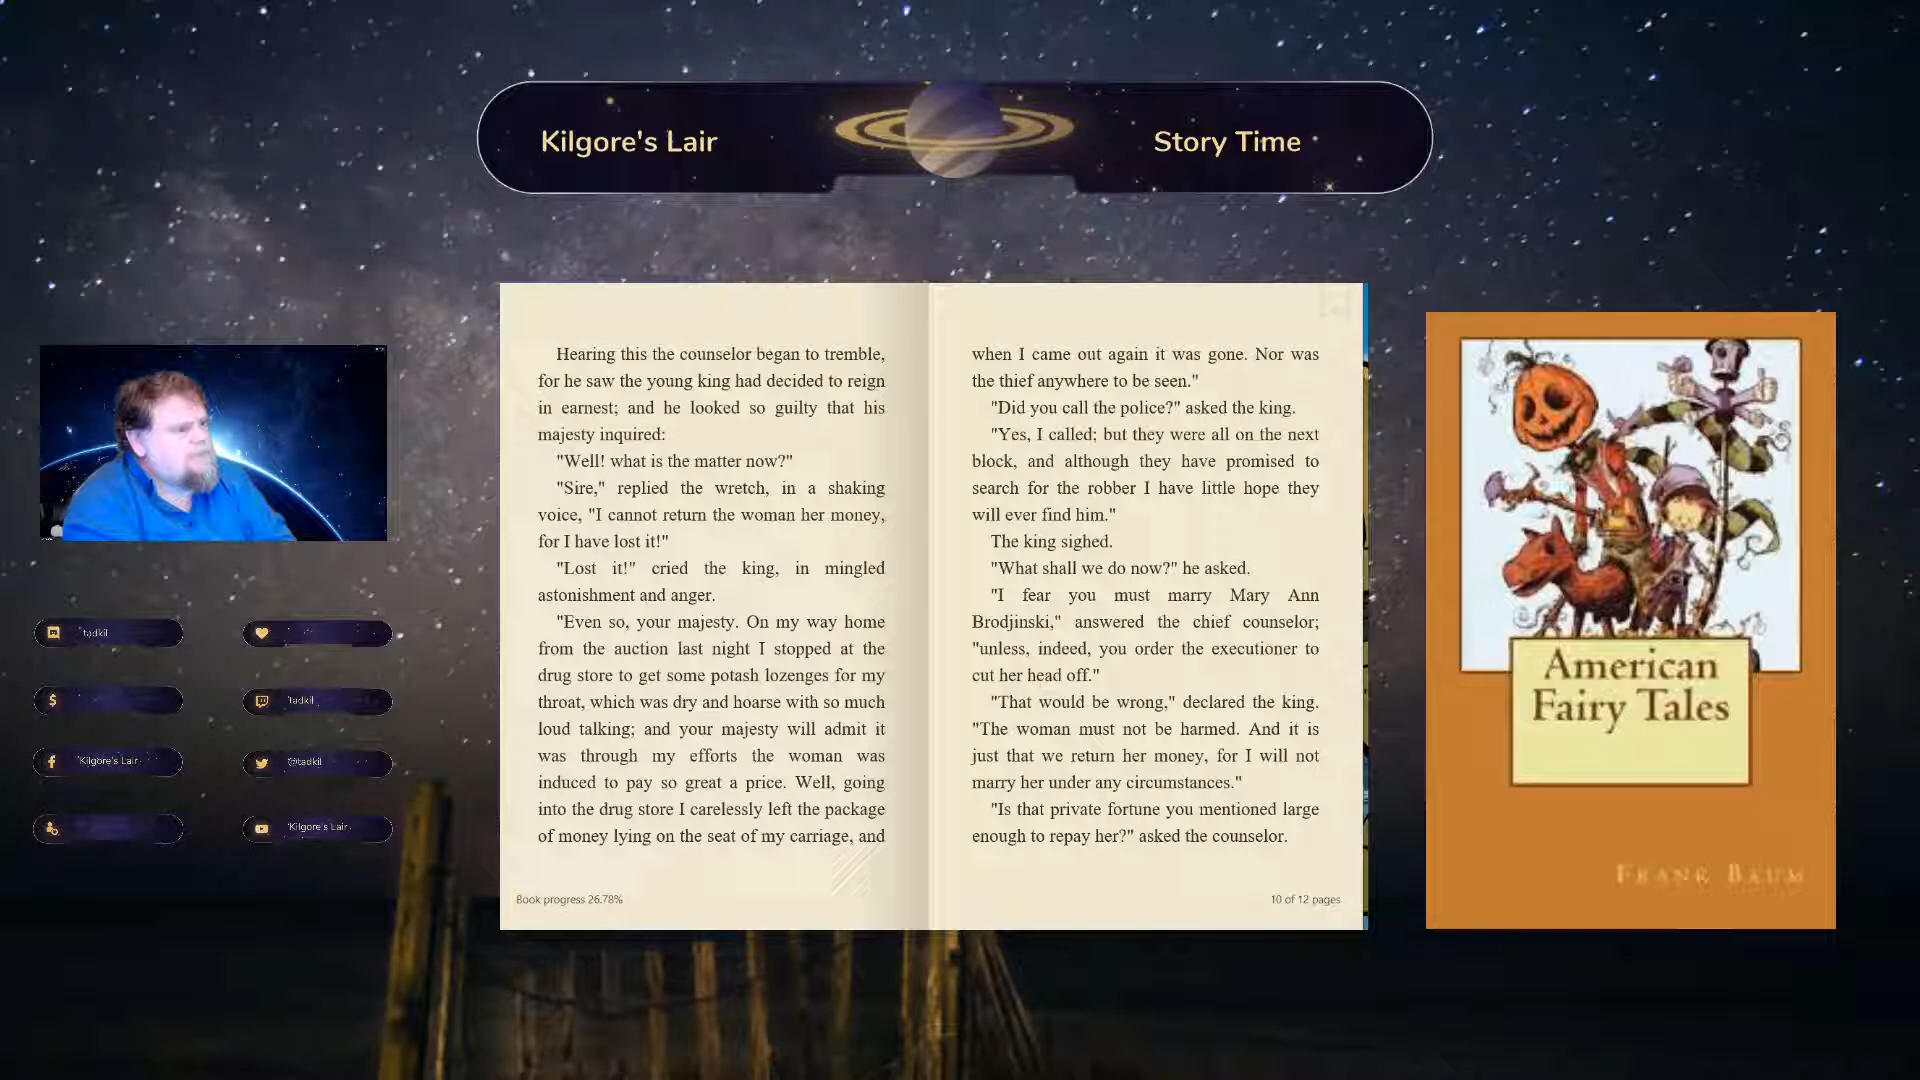 Kilgore's Lair
Story Time
Hearing this the counselor began to tremble,
for he saw the young king had decided to reign
in earnest; and he looked so guilty that his
majesty inquired:
"Well! what is the matter now?"
"Sire," replied the wretch, in a shaking
voice, "I cannot return the woman her money,
for I have lost it!"
"Lost it!" cried the king, in mingled
astonishment and anger.
"Even so, your majesty. On my way home
from the auction last night I stopped at the
drug store to get some potash lozenges for my
throat, which was dry and hoarse with so much
loud talking; and your majesty will admit it
was through my efforts the woman was
induced to pay so great a price. Well, going
into the drug store I carelessly left the package
of money lying on the seat of my carriage, and
Book progress 26.78%
when I came out again it was gone. Nor was
the thief anywhere to be seen."
"Did you call the police?" asked the king.
"Yes, I called; but they were all on the next
block, and although they have promised to
search for the robber I have little hope they
will ever find him."
The king sighed.
"What shall we do now?" he asked.
"I fear you must marry Mary Ann
Brodjinski," answered the chief counselor;
"unless, indeed, you order the executioner to
cut her head off."
"That would be wrong," declared the king.
"The woman must not be harmed. And it is
just that we return her money, for I will not
marry her under any circumstances."
"Is that private fortune you mentioned large
enough to repay her?" asked the counselor.
10 of 12 pages
American
Fairy Tales
Frank Baum
tadkil
tadkil
Kilgore's Lair
@tadkil
Kilgore's Lair